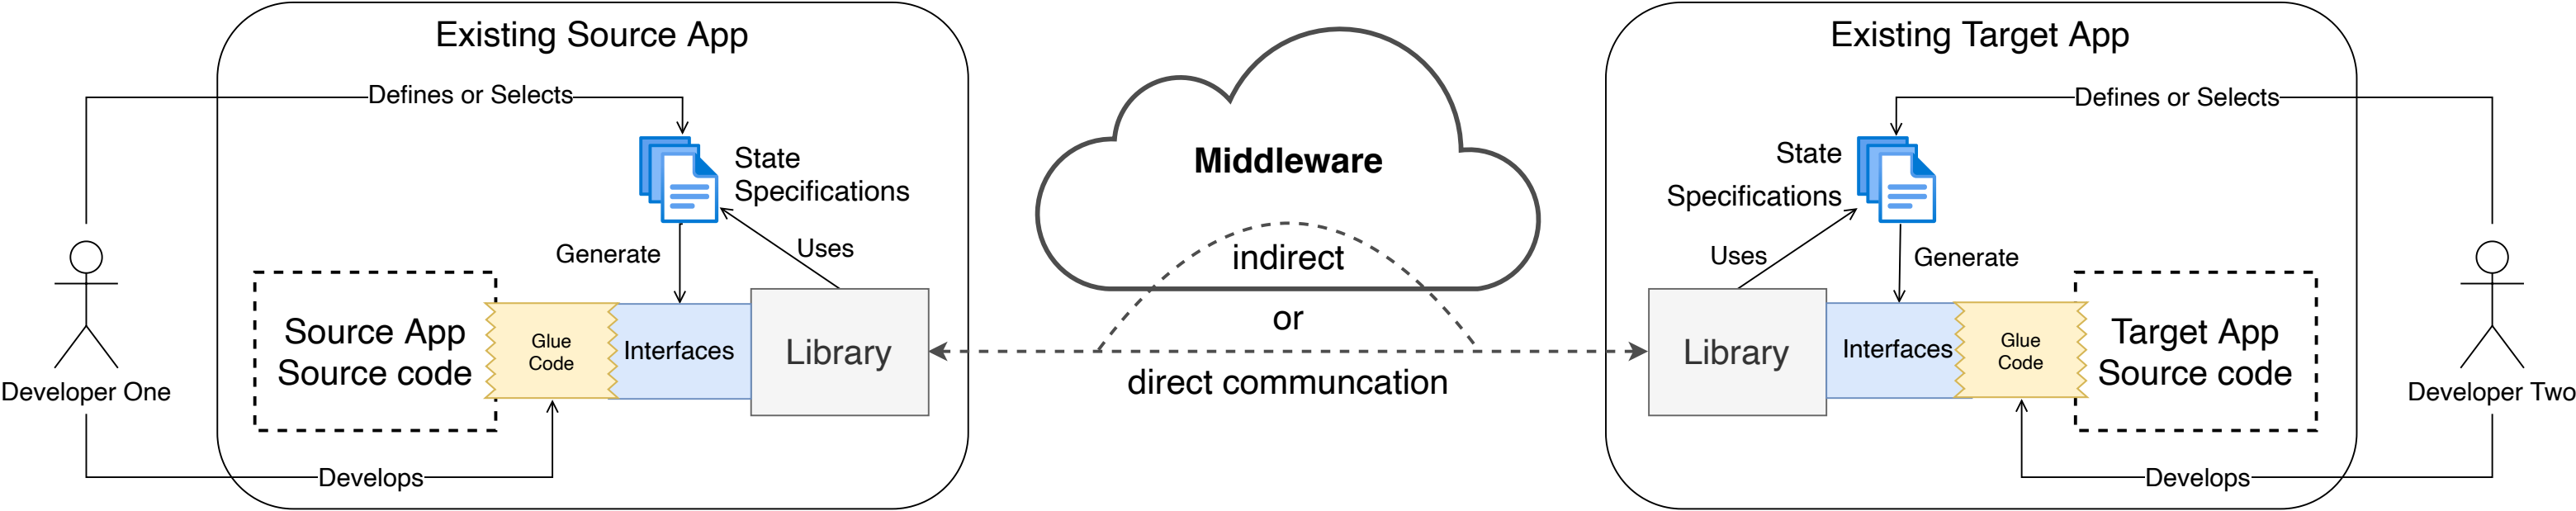 Existing Source App
Defines or Selects
State
Specifications
Generate
Uses
Source App
Source code
Glue
Code
Interfaces
Library
Developer One
Develops
Middleware
indirect
or
direct communcation
Existing Target App
Defines or Selects
State
Specifications
Uses
Generate
Library
Interfaces
Glue
Code
Target App
Source code
Developer Two
Develops